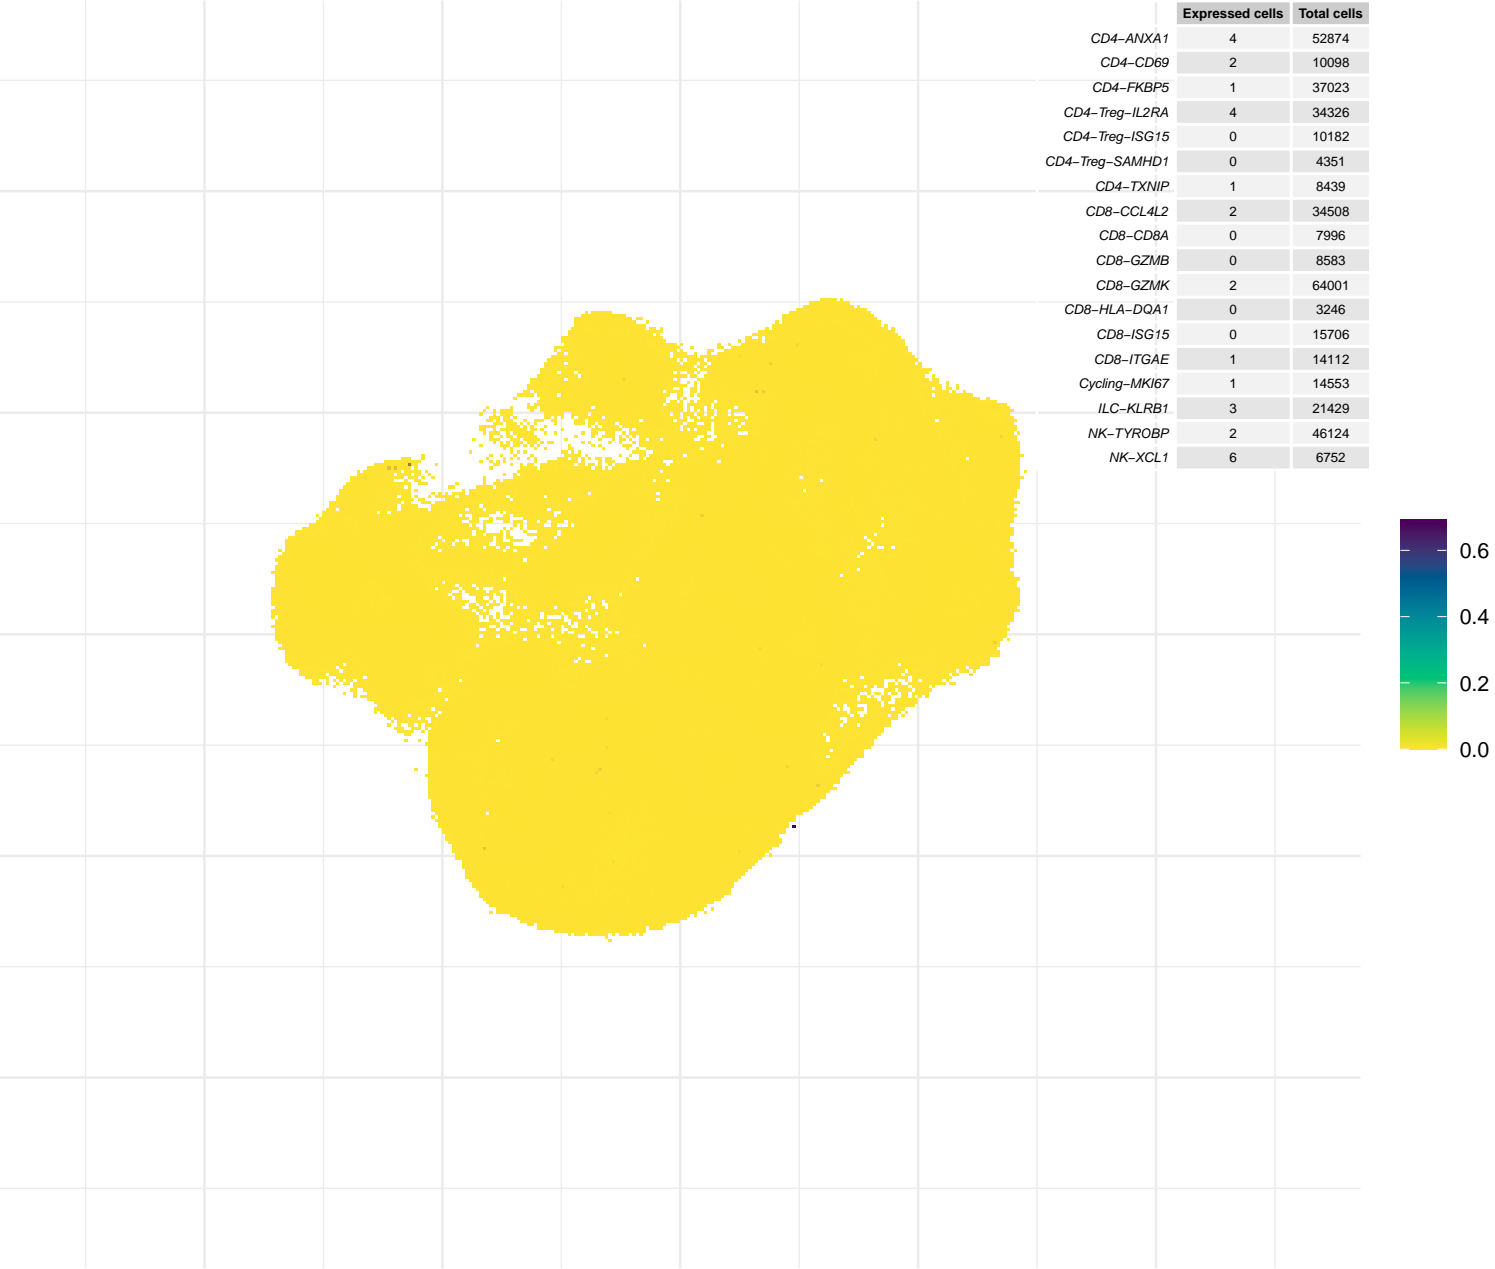 Expressed cells Total cells
CD4−ANXA1 4 52874
CD4−CD69 2 10098
CD4−FKBP5 1 37023
CD4−Treg−IL2RA 4 34326
CD4−Treg−ISG15 0 10182
CD4−Treg−SAMHD1 0 4351
CD4−TXNIP 1 8439
CD8−CCL4L2 2 34508
CD8−CD8A 0 7996
CD8−GZMB 0 8583
CD8−GZMK 2 64001
CD8−HLA−DQA1 0 3246
CD8−ISG15 0 15706
CD8−ITGAE 1 14112
Cycling−MKI67 1 14553
ILC−KLRB1 3 21429
NK−TYROBP 2 46124
NK−XCL1 6 6752
0.6
0.4
0.2
0.0